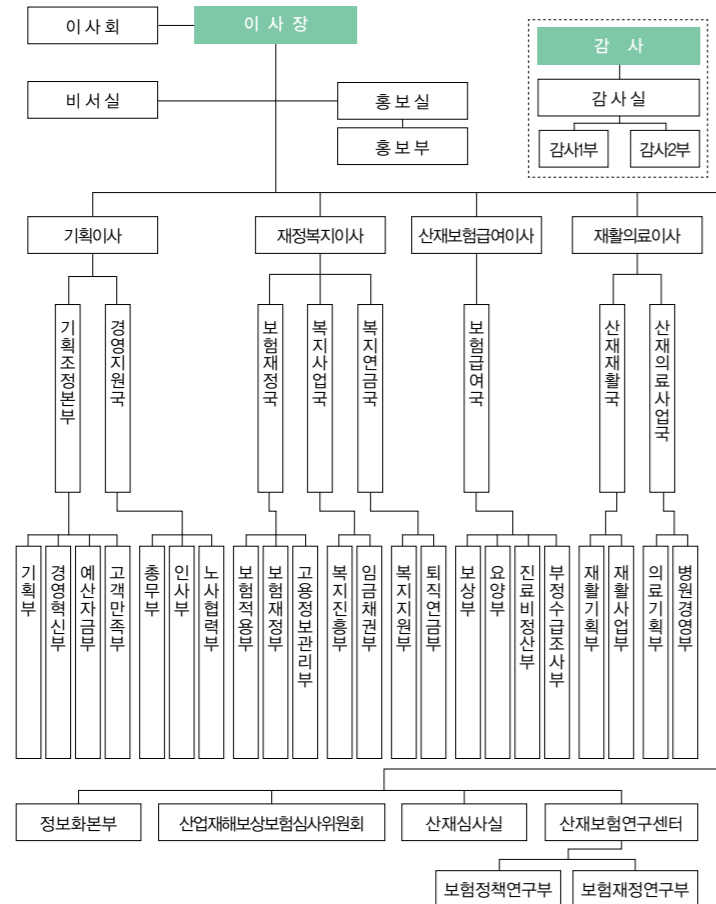 이사회
이 사 장
감 사
비서실
홍보실
감사실
홍보부
감사1부
감사2부
기획이사
재정복지이사
산재보험급여이사
재활의료이사
기획조정본부
경영지원국
보험재정국
복지사업국
복지연금국
보험급여국
산재재활국
산재의료사업국
기획부
경영혁신부
예산자금부
고객만족부
총무부
인사부
노사협력부
보험적용부
보험재정부
고용정보관리부
복지진흥부
임금채권부
복지지원부
퇴직연금부
보상부
요양부
진료비정산부
부정수급조사부
재활기획부
재활사업부
의료기획부
병원경영부
정보화본부
산업재해보상보험심사위원회
산재심사실
산재보험연구센터
보험정책연구부
보험재정연구부